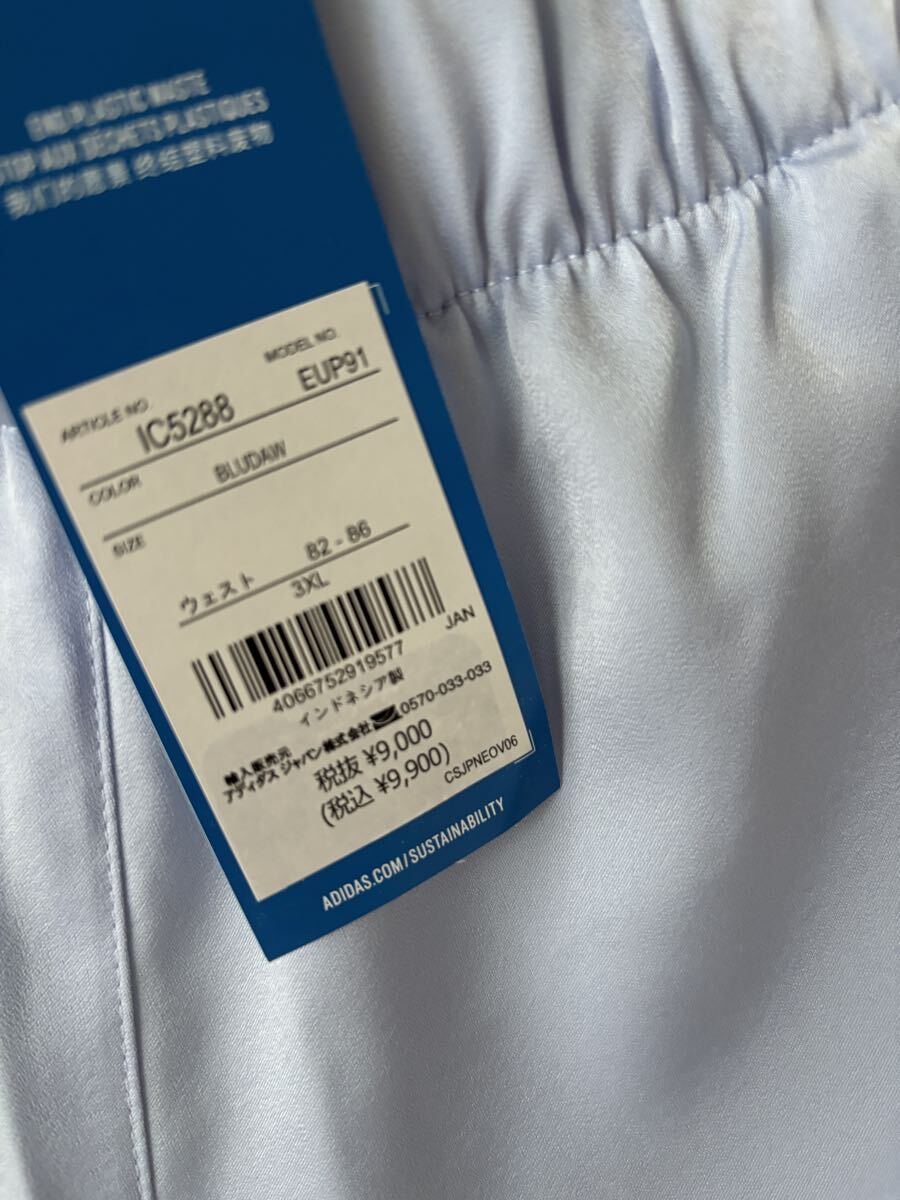 END PLASTIC WASTE
STOP AUX DÉCHETS PLASTIQUES
我们的意愿 终结塑料废物
ARTICLE NO
MODEL NO.
IC5288
EUP91
COLOR
BLUDAW
SIZE
ウェスト 82 - 86
3XL
JAN
4066752919577
インドネシア製
輸入販売元
アディダス ジャパン株式会社 0570-033-033
税抜 ¥9,000
(税込 ¥9,900)
CSJPNEOV06
ADIDAS.COM/SUSTAINABILITY